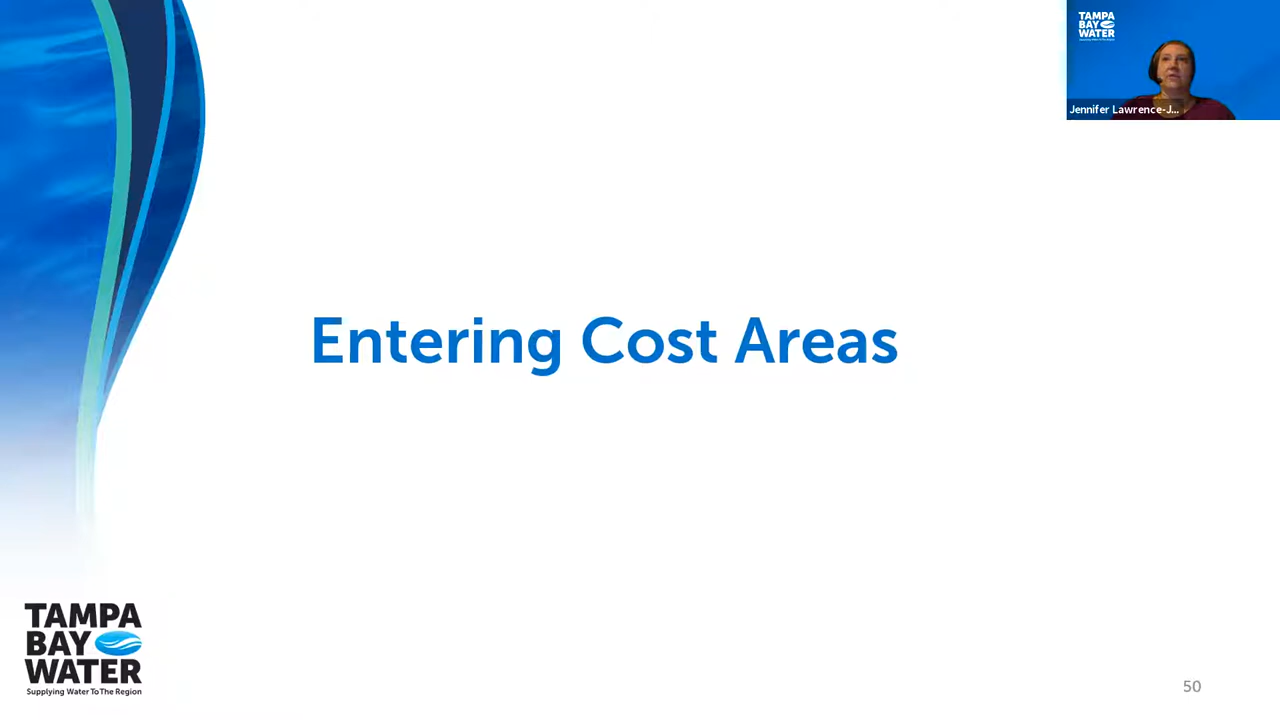 TAMPA
BAY
WATER
Jennifer Lawrence-J...
Entering Cost Areas
TAMPA
BAY
WATER
Supplying Water To The Region
50